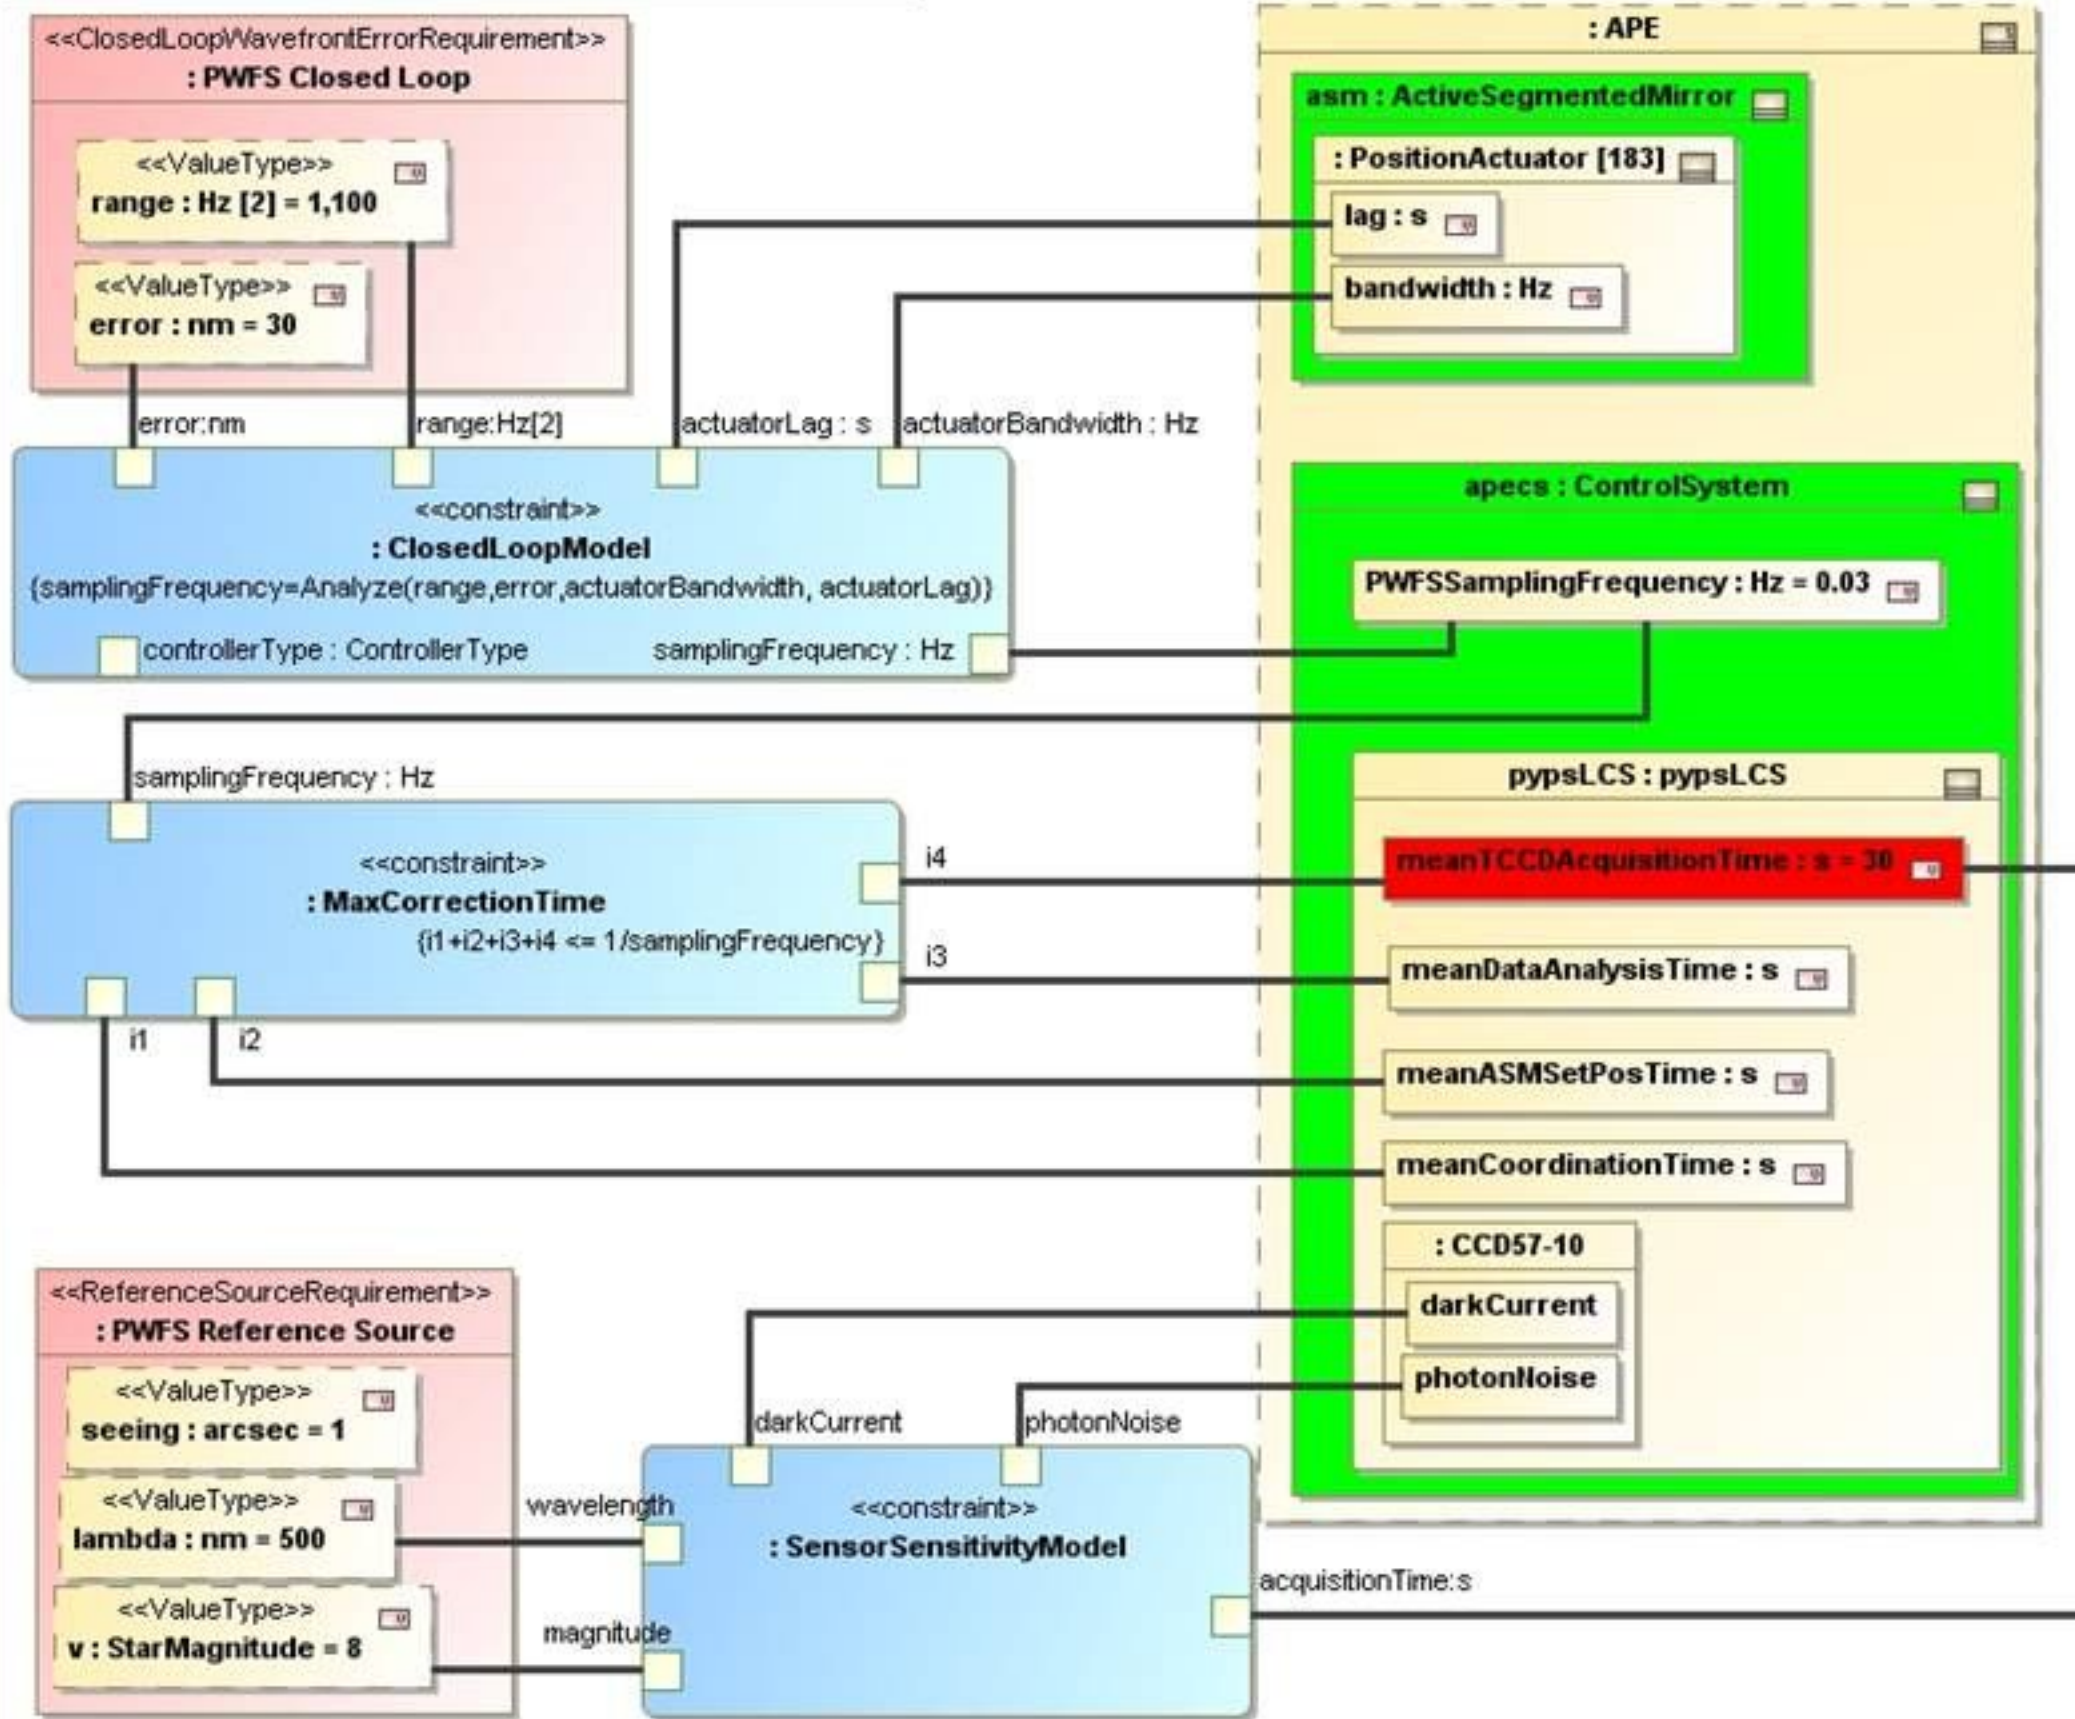 <<ClosedLoopWavefrontErrorRequirement>>
: PWFS Closed Loop
<<ValueType>>
range : Hz [2] = 1,100
<<ValueType>>
error : nm = 30
error:nm
range:Hz[2]
actuatorLag : s
actuatorBandwidth : Hz
<<constraint>>
: ClosedLoopModel
{samplingFrequency=Analyze(range,error,actuatorBandwidth, actuatorLag)}
controllerType : ControllerType
samplingFrequency : Hz
: APE
asm : ActiveSegmentedMirror
: PositionActuator [183]
lag : s
bandwidth : Hz
apecs : ControlSystem
PWFSSamplingFrequency : Hz = 0.03
samplingFrequency : Hz
<<constraint>>
: MaxCorrectionTime
{i1+i2+i3+i4 <= 1/samplingFrequency}
i4
i3
i1
i2
pypsLCS : pypsLCS
meanTCCDAcquisitionTime : s = 30
meanDataAnalysisTime : s
meanASMSetPosTime : s
meanCoordinationTime : s
: CCD57-10
darkCurrent
photonNoise
<<ReferenceSourceRequirement>>
: PWFS Reference Source
<<ValueType>>
seeing : arcsec = 1
<<ValueType>>
lambda : nm = 500
<<ValueType>>
v : StarMagnitude = 8
darkCurrent
photonNoise
wavelength
magnitude
<<constraint>>
: SensorSensitivityModel
acquisitionTime:s